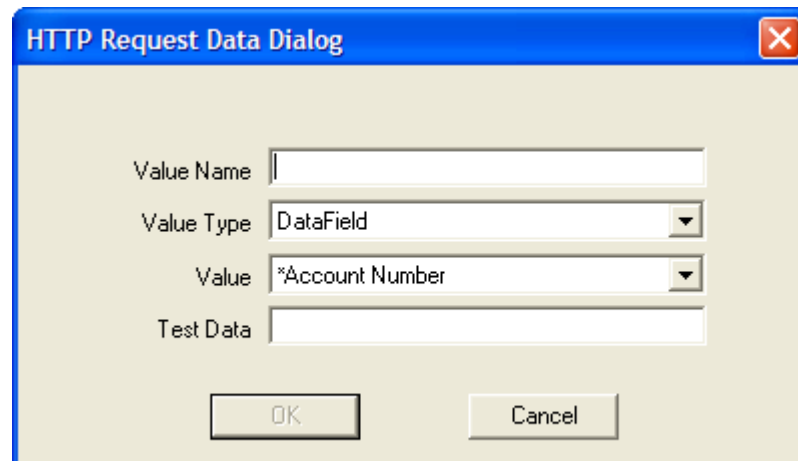 HTTP Request Data Dialog
Value Name
Value Type DataField
Value *Account Number
Test Data
OK Cancel